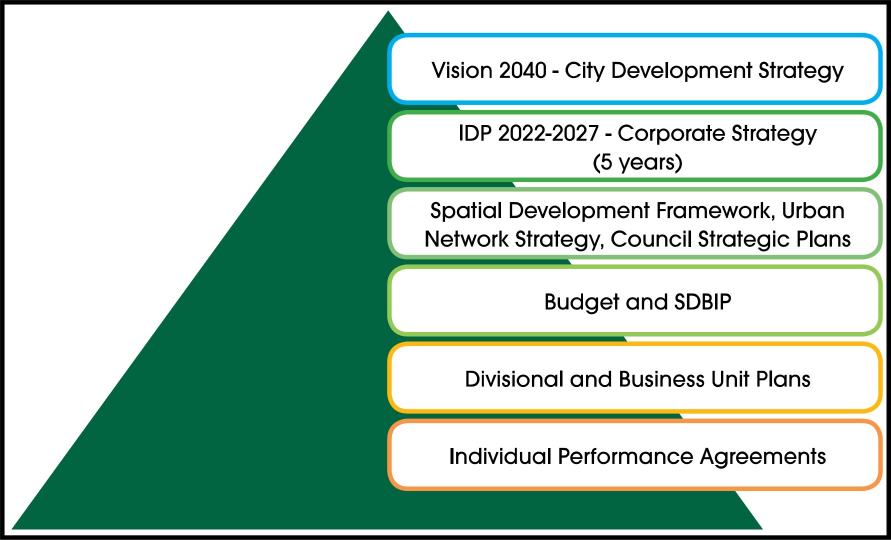 Vision 2040 - City Development Strategy
IDP 2022-2027 - Corporate Strategy
(5 years)
Spatial Development Framework, Urban
Network Strategy, Council Strategic Plans
Budget and SDBIP
Divisional and Business Unit Plans
Individual Performance Agreements